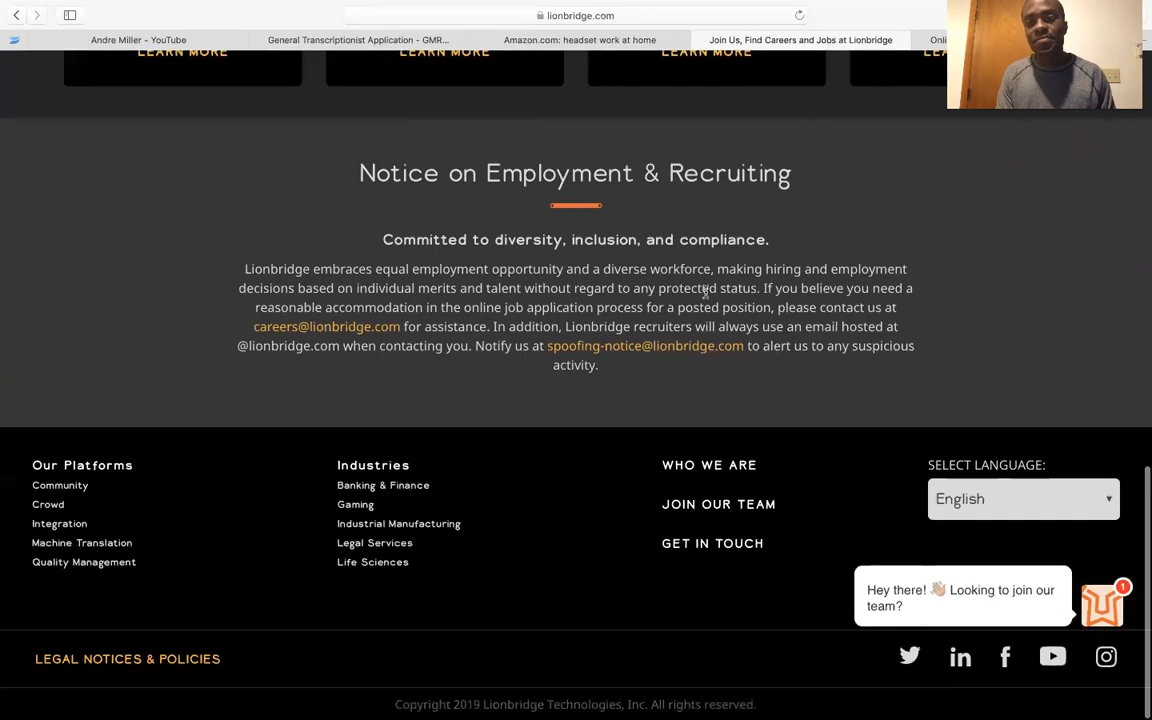 lionbridge.com
Andre Miller - YouTube
General Transcriptionist Application - GMR...
Amazon.com: headset work at home
Join Us, Find Careers and Jobs at Lionbridge
Onli
LEARN MORE
LEARN MORE
LEARN MORE
LEA
Notice on Employment & Recruiting
Committed to diversity, inclusion, and compliance.
Lionbridge embraces equal employment opportunity and a diverse workforce, making hiring and employment
decisions based on individual merits and talent without regard to any protected status. If you believe you need a
reasonable accommodation in the online job application process for a posted position, please contact us at
careers@lionbridge.com for assistance. In addition, Lionbridge recruiters will always use an email hosted at
@lionbridge.com when contacting you. Notify us at spoofing-notice@lionbridge.com to alert us to any suspicious
activity.
Our Platforms
Community
Crowd
Integration
Machine Translation
Quality Management
Industries
Banking & Finance
Gaming
Industrial Manufacturing
Legal Services
Life Sciences
WHO WE ARE
JOIN OUR TEAM
GET IN TOUCH
SELECT LANGUAGE:
English
Hey there! 👋🏼 Looking to join our
team?
1
LEGAL NOTICES & POLICIES
Copyright 2019 Lionbridge Technologies, Inc. All rights reserved.